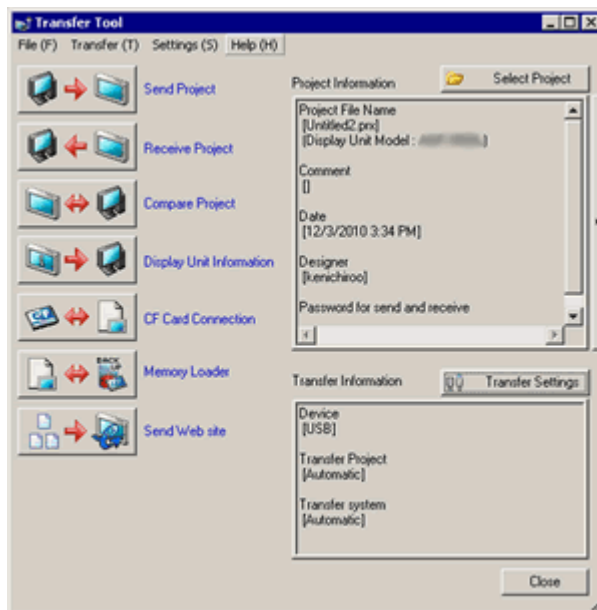 Transfer Tool
File (F) Transfer (T) Settings (S) Help (H)
Send Project
Receive Project
Compare Project
Display Unit Information
CF Card Connection
Memory Loader
Send Web site
Project Information
Select Project
Project File Name
[Untitled2.prx]
(Display Unit Model : )
Comment
[]
Date
[12/3/2010 3:34 PM]
Designer
[kenichiroo]
Password for send and receive
Transfer Information
Transfer Settings
Device
[USB]
Transfer Project
[Automatic]
Transfer system
[Automatic]
Close